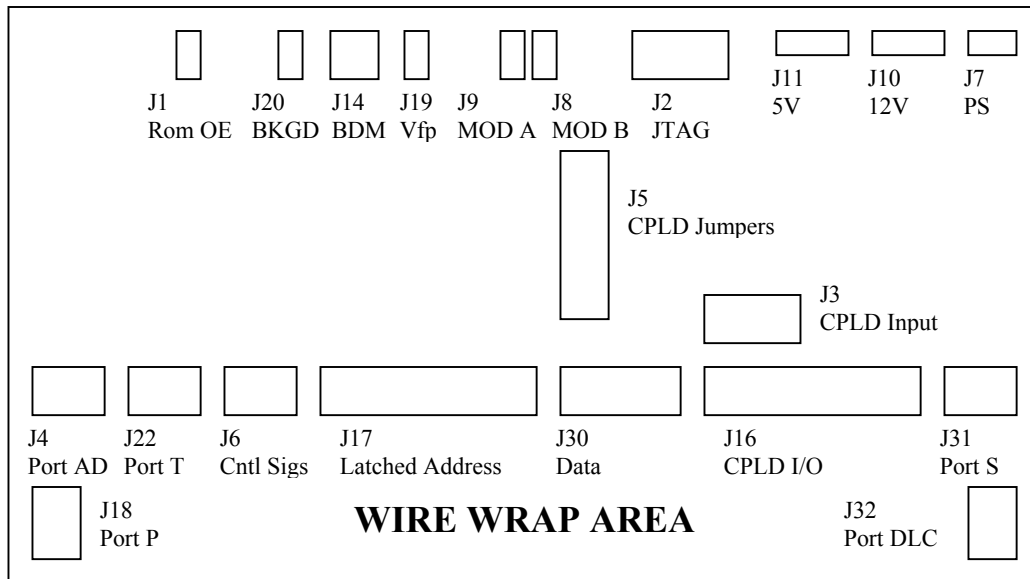 J1
Rom OE
J20
BKGD
J14
BDM
J19
Vfp
J9
MOD A
J8
MOD B
J2
JTAG
J11
5V
J10
12V
J7
PS
J5
CPLD Jumpers
J3
CPLD Input
J4
Port AD
J22
Port T
J6
Cntl Sigs
J17
Latched Address
J30
Data
J16
CPLD I/O
J31
Port S
J18
Port P
WIRE WRAP AREA
J32
Port DLC